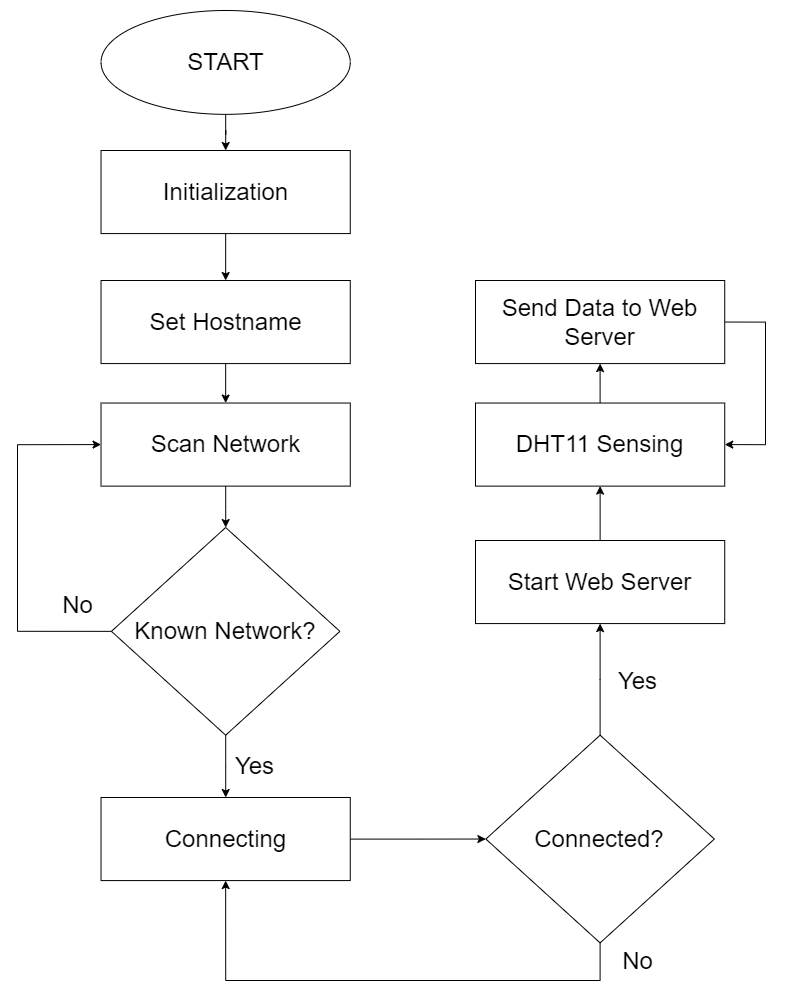 START
Initialization
Set Hostname
Scan Network
No
Known Network?
Yes
Connecting
Send Data to Web
Server
DHT11 Sensing
Start Web Server
Yes
Connected?
No